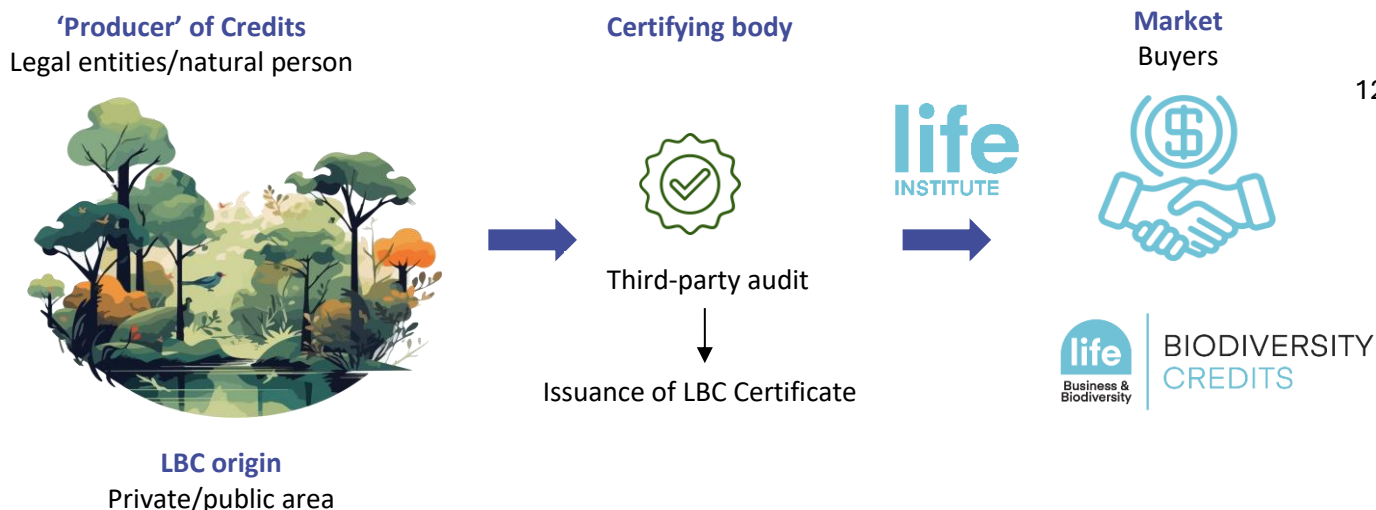 ‘Producer’ of Credits
Legal entities/natural person
LBC origin
Private/public area
Certifying body
Third-party audit
Issuance of LBC Certificate
life
INSTITUTE
Market
Buyers
$
life
Business &
Biodiversity
BIODIVERSITY
CREDITS
12